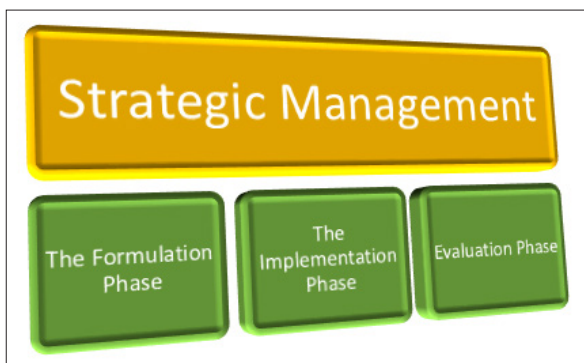 Strategic Management
The Formulation
Phase
The
Implementation
Phase
Evaluation Phase